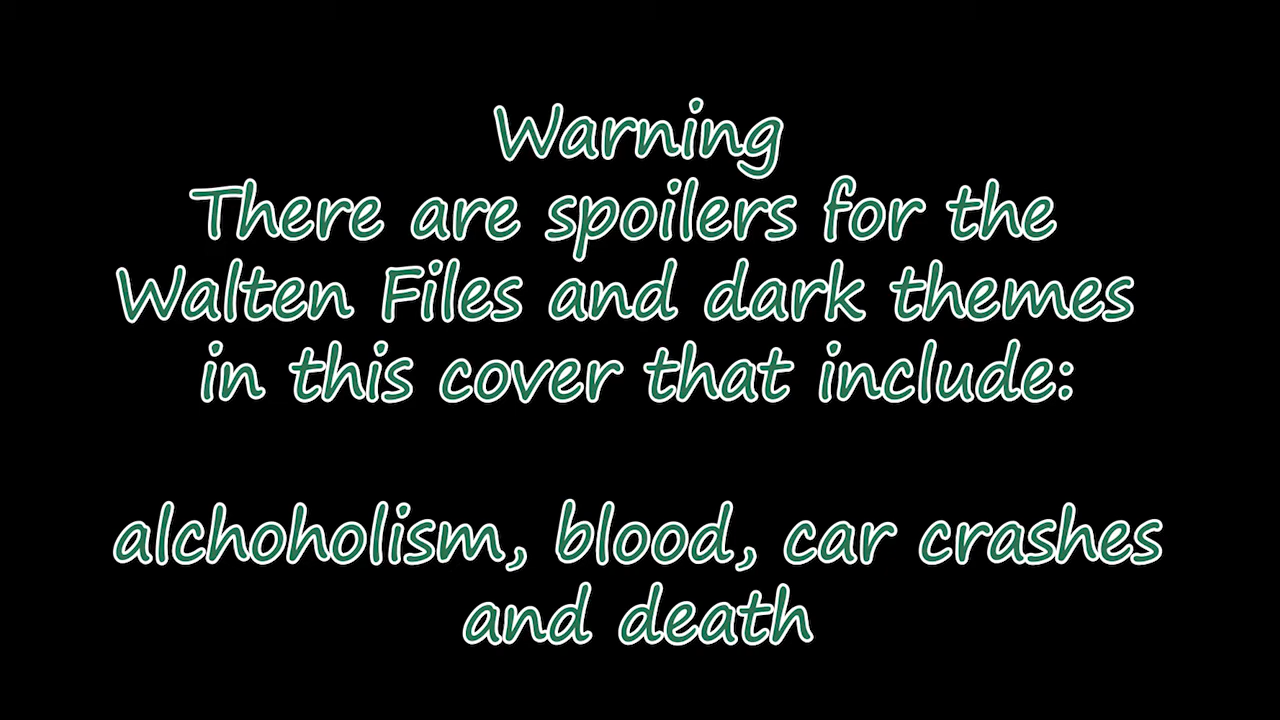 Warning
There are spoilers for the
Walten Files and dark themes
in this cover that include:
alchoholism, blood, car crashes
and death